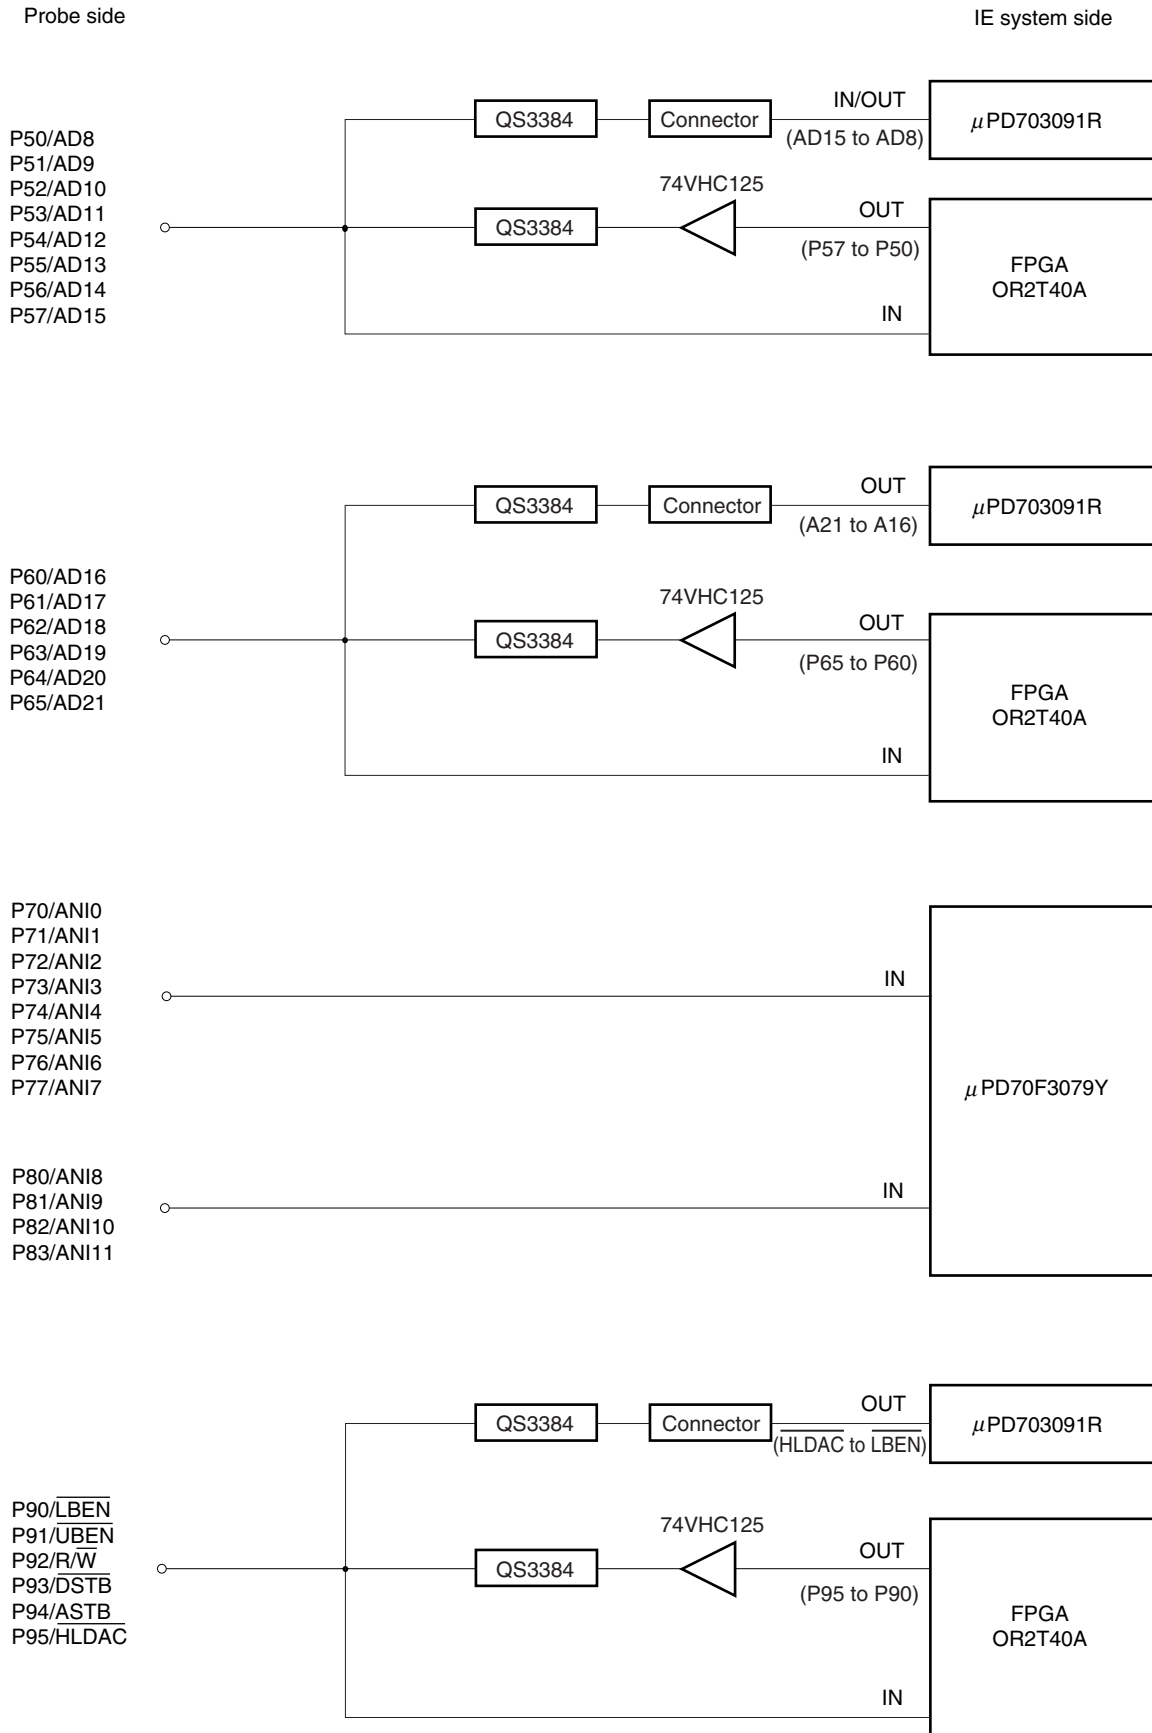 Probe side
IE system side
P50/AD8
P51/AD9
P52/AD10
P53/AD11
P54/AD12
P55/AD13
P56/AD14
P57/AD15
QS3384
Connector
IN/OUT
(AD15 to AD8)
μPD703091R
74VHC125
QS3384
OUT
(P57 to P50)
IN
FPGA
OR2T40A
P60/AD16
P61/AD17
P62/AD18
P63/AD19
P64/AD20
P65/AD21
QS3384
Connector
OUT
(A21 to A16)
μPD703091R
74VHC125
QS3384
OUT
(P65 to P60)
IN
FPGA
OR2T40A
P70/ANI0
P71/ANI1
P72/ANI2
P73/ANI3
P74/ANI4
P75/ANI5
P76/ANI6
P77/ANI7
IN
μPD70F3079Y
P80/ANI8
P81/ANI9
P82/ANI10
P83/ANI11
IN
QS3384
Connector
OUT
(H̅L̅D̅A̅C̅ to L̅B̅E̅N̅)
μPD703091R
P90/L̅B̅E̅N̅
P91/U̅B̅E̅N̅
P92/R/W̅
P93/D̅S̅T̅B̅
P94/ASTB
P95/H̅L̅D̅A̅C̅
74VHC125
QS3384
OUT
(P95 to P90)
IN
FPGA
OR2T40A